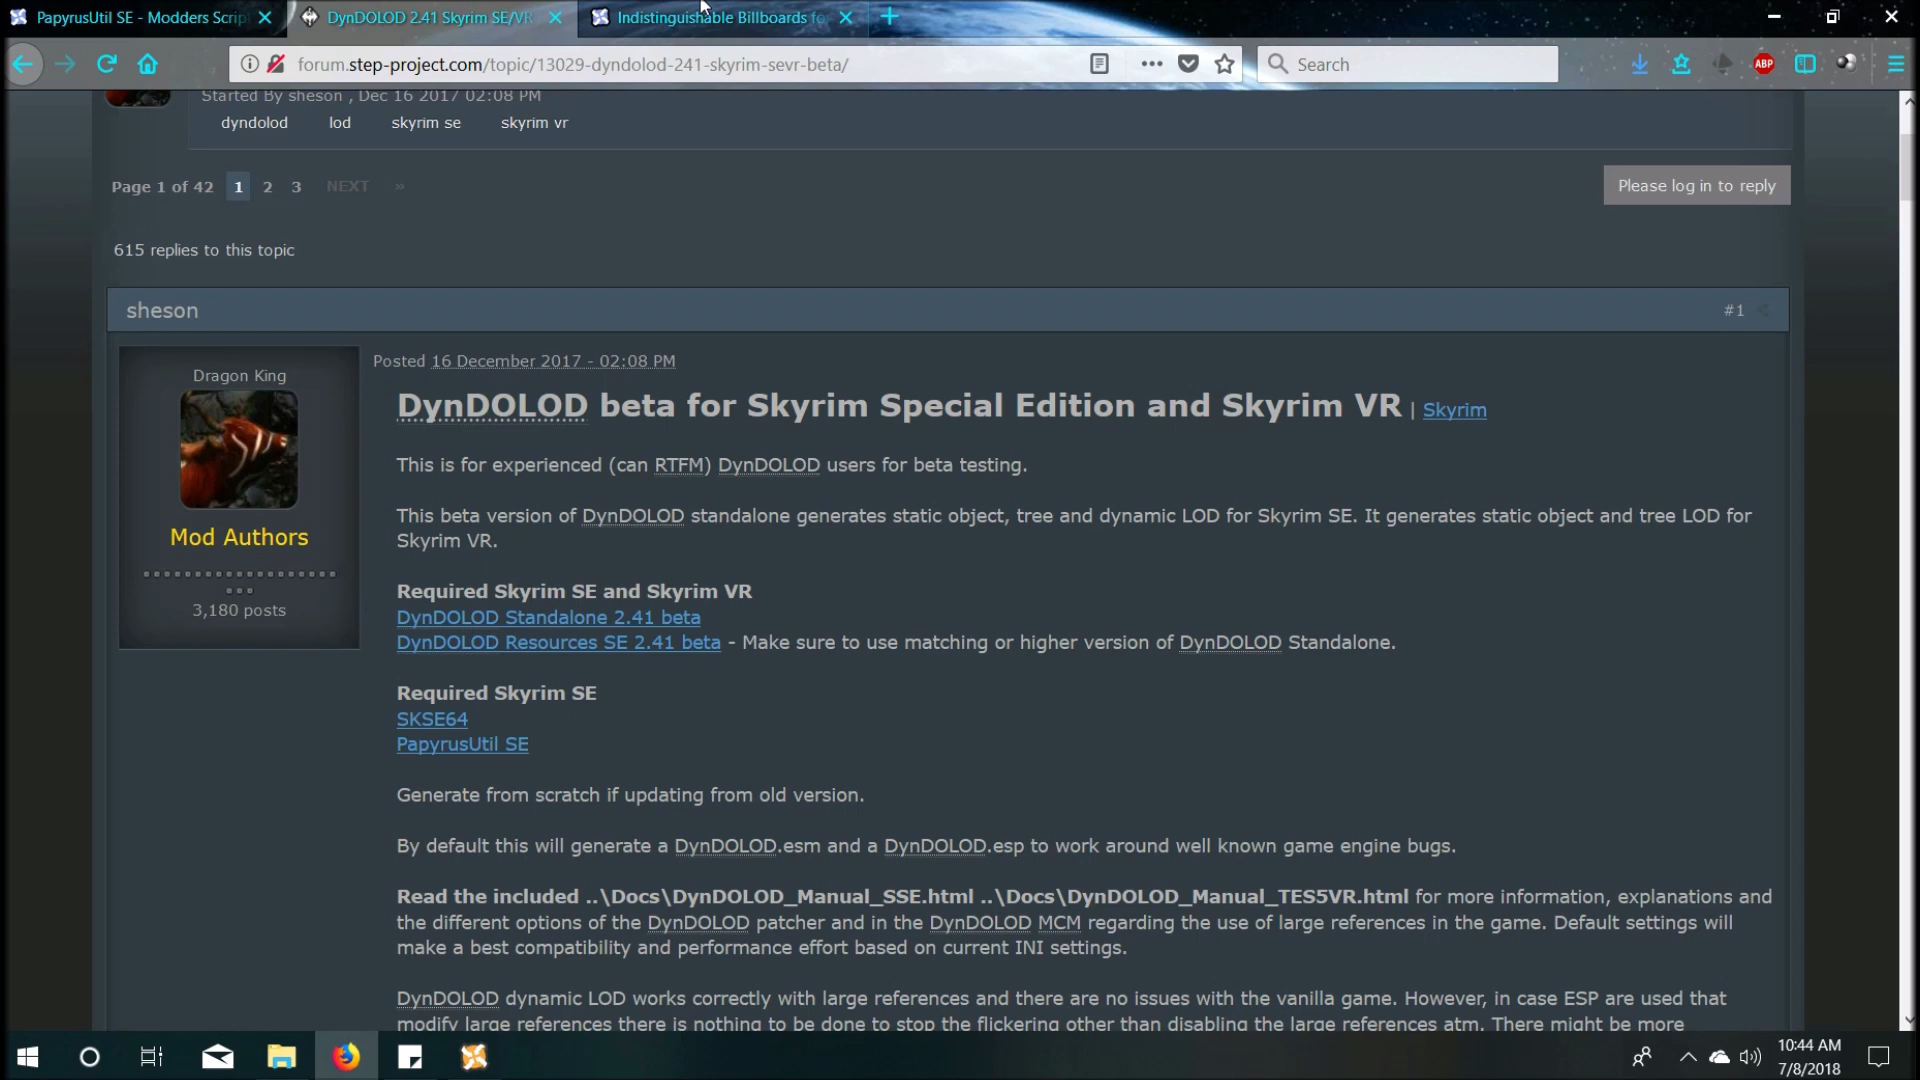 PapyrusUtil SE - Modders Scrip
DynDOLOD 2.41 Skyrim SE/VR
Indistinguishable Billboards fo
forum.step-project.com/topic/13029-dyndolod-241-skyrim-sevr-beta/
Search
ABP
Started By sheson , Dec 16 2017 02:08 PM
dyndolod lod skyrim se skyrim vr
Page 1 of 42 1 2 3 NEXT »
Please log in to reply
615 replies to this topic
sheson
#1
Dragon King
Mod Authors
3,180 posts
Posted 16 December 2017 - 02:08 PM
DynDOLOD beta for Skyrim Special Edition and Skyrim VR | Skyrim
This is for experienced (can RTFM) DynDOLOD users for beta testing.
This beta version of DynDOLOD standalone generates static object, tree and dynamic LOD for Skyrim SE. It generates static object and tree LOD for
Skyrim VR.
Required Skyrim SE and Skyrim VR
DynDOLOD Standalone 2.41 beta
DynDOLOD Resources SE 2.41 beta - Make sure to use matching or higher version of DynDOLOD Standalone.
Required Skyrim SE
SKSE64
PapyrusUtil SE
Generate from scratch if updating from old version.
By default this will generate a DynDOLOD.esm and a DynDOLOD.esp to work around well known game engine bugs.
Read the included ..\Docs\DynDOLOD_Manual_SSE.html ..\Docs\DynDOLOD_Manual_TES5VR.html for more information, explanations and
the different options of the DynDOLOD patcher and in the DynDOLOD MCM regarding the use of large references in the game. Default settings will
make a best compatibility and performance effort based on current INI settings.
DynDOLOD dynamic LOD works correctly with large references and there are no issues with the vanilla game. However, in case ESP are used that
modify large references there is nothing to be done to stop the flickering other than disabling the large references atm. There might be more
10:44 AM
7/8/2018